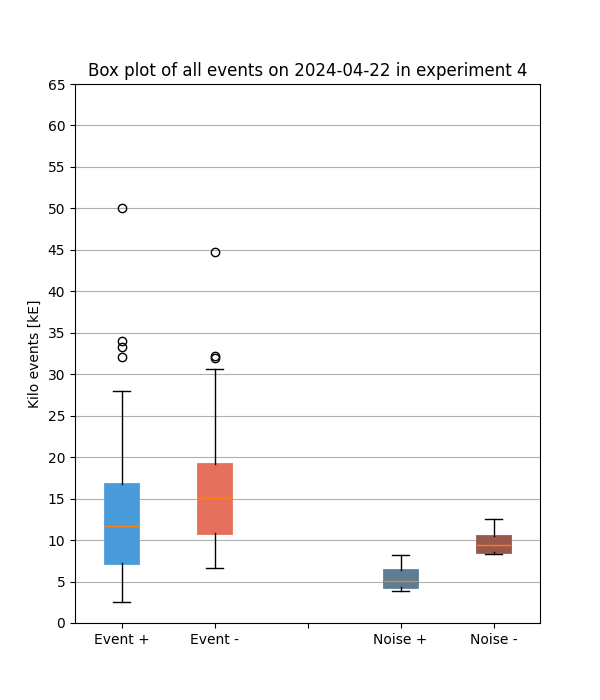 Box plot of all events on 2024-04-22 in experiment 4
65
60
55
50
45
40
35
30
25
20
15
10
5
0
Kilo events [kE]
Event +
Event -
Noise +
Noise -